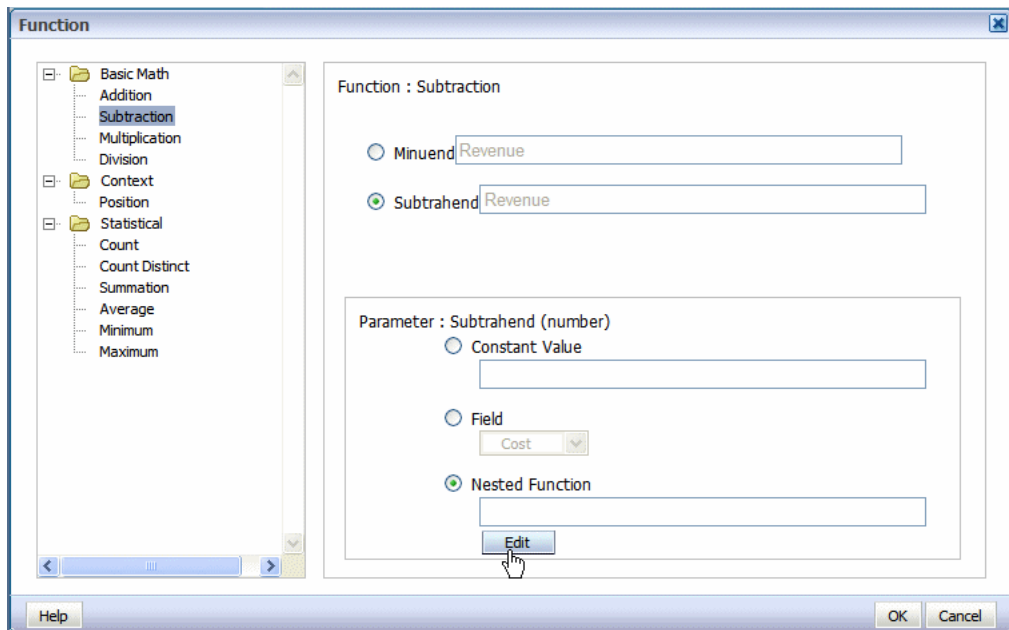 Function
Basic Math
Addition
Subtraction
Multiplication
Division
Context
Position
Statistical
Count
Count Distinct
Summation
Average
Minimum
Maximum
Function : Subtraction
Minuend Revenue
Subtrahend Revenue
Parameter : Subtrahend (number)
Constant Value
Field
Cost
Nested Function
Edit
Help
OK Cancel